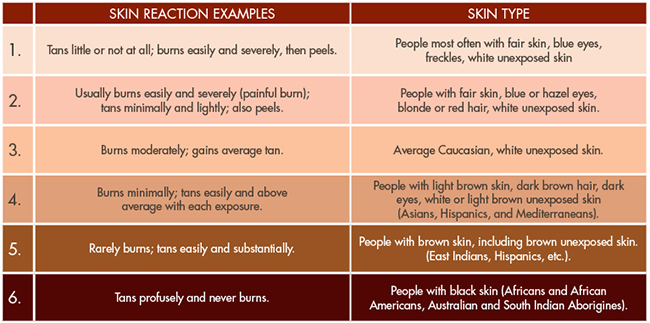 SKIN REACTION EXAMPLES
SKIN TYPE
1.
Tans little or not at all; burns easily and severely, then peels.
People most often with fair skin, blue eyes,
freckles, white unexposed skin
2.
Usually burns easily and severely (painful burn);
tans minimally and lightly; also peels.
People with fair skin, blue or hazel eyes,
blonde or red hair, white unexposed skin.
3.
Burns moderately; gains average tan.
Average Caucasian, white unexposed skin.
4.
Burns minimally; tans easily and above
average with each exposure.
People with light brown skin, dark brown hair, dark
eyes, white or light brown unexposed skin
(Asians, Hispanics, and Mediterraneans).
5.
Rarely burns; tans easily and substantially.
People with brown skin, including brown unexposed skin.
(East Indians, Hispanics, etc.).
6.
Tans profusely and never burns.
People with black skin (Africans and African
Americans, Australian and South Indian Aborigines).